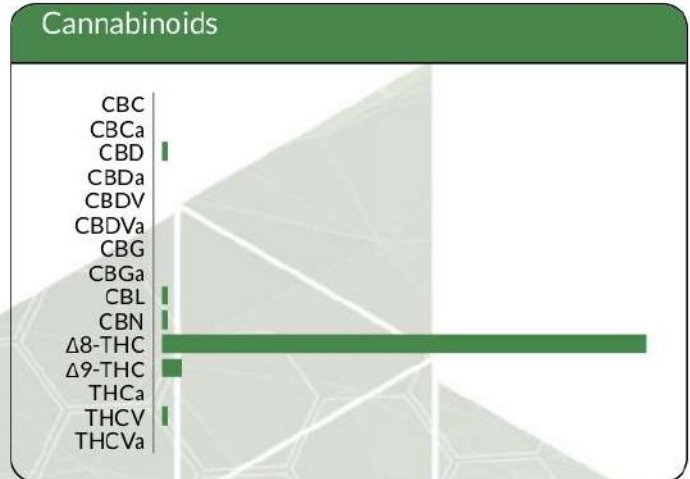 Cannabinoids
CBC
CBCa
CBD
CBDa
CBDV
CBDVa
CBG
CBGa
CBL
CBN
Δ8-THC
Δ9-THC
THCa
THCV
THCVa